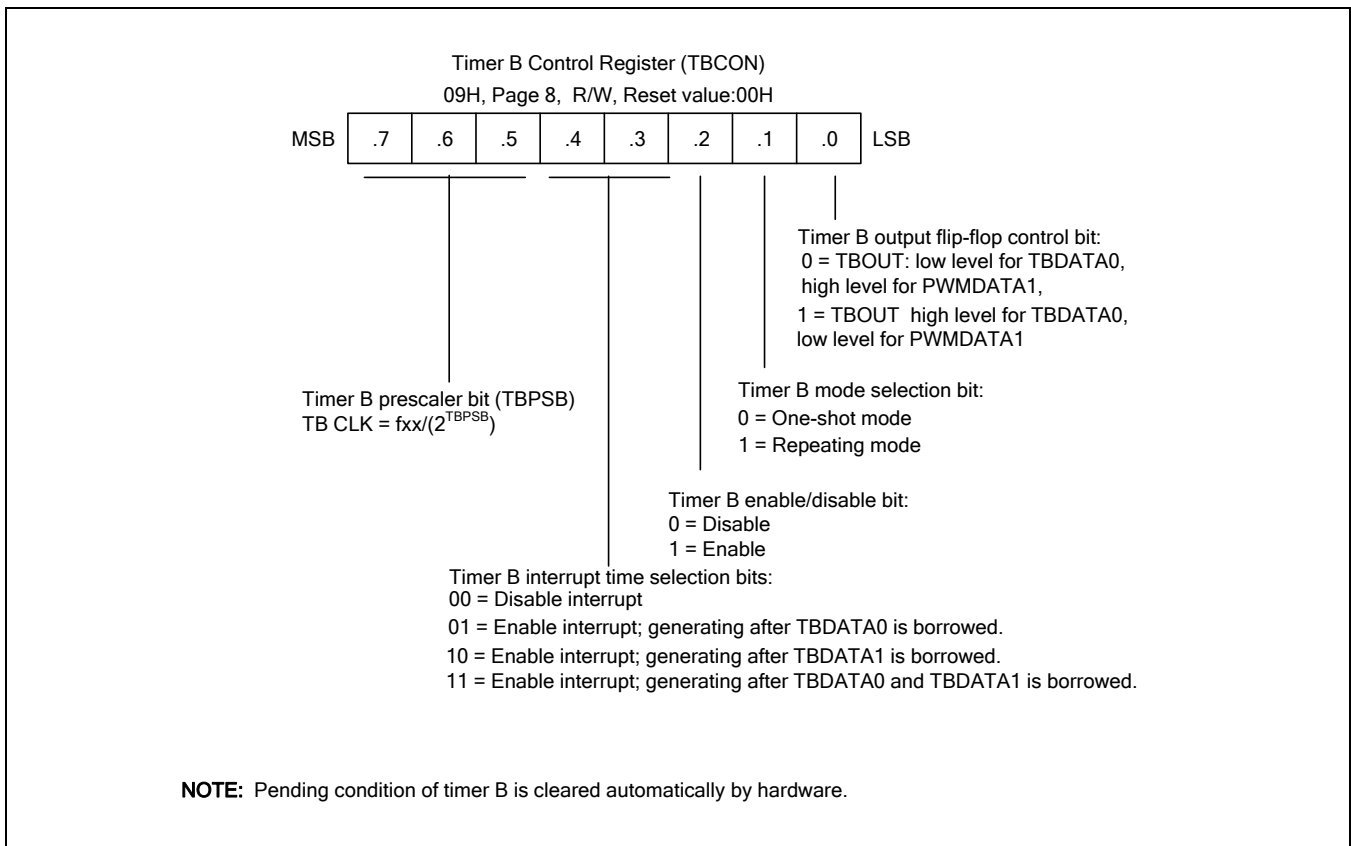 Timer B Control Register (TBCON)
09H, Page 8, R/W, Reset value:00H
MSB .7 .6 .5 .4 .3 .2 .1 .0 LSB
Timer B output flip-flop control bit:
0 = TBOUT: low level for TBDATA0,
high level for PWMDATA1,
1 = TBOUT high level for TBDATA0,
low level for PWMDATA1
Timer B mode selection bit:
0 = One-shot mode
1 = Repeating mode
Timer B prescaler bit (TBPSB)
TB CLK = fxx/(2^TBPSB)
Timer B enable/disable bit:
0 = Disable
1 = Enable
Timer B interrupt time selection bits:
00 = Disable interrupt
01 = Enable interrupt; generating after TBDATA0 is borrowed.
10 = Enable interrupt; generating after TBDATA1 is borrowed.
11 = Enable interrupt; generating after TBDATA0 and TBDATA1 is borrowed.
NOTE: Pending condition of timer B is cleared automatically by hardware.